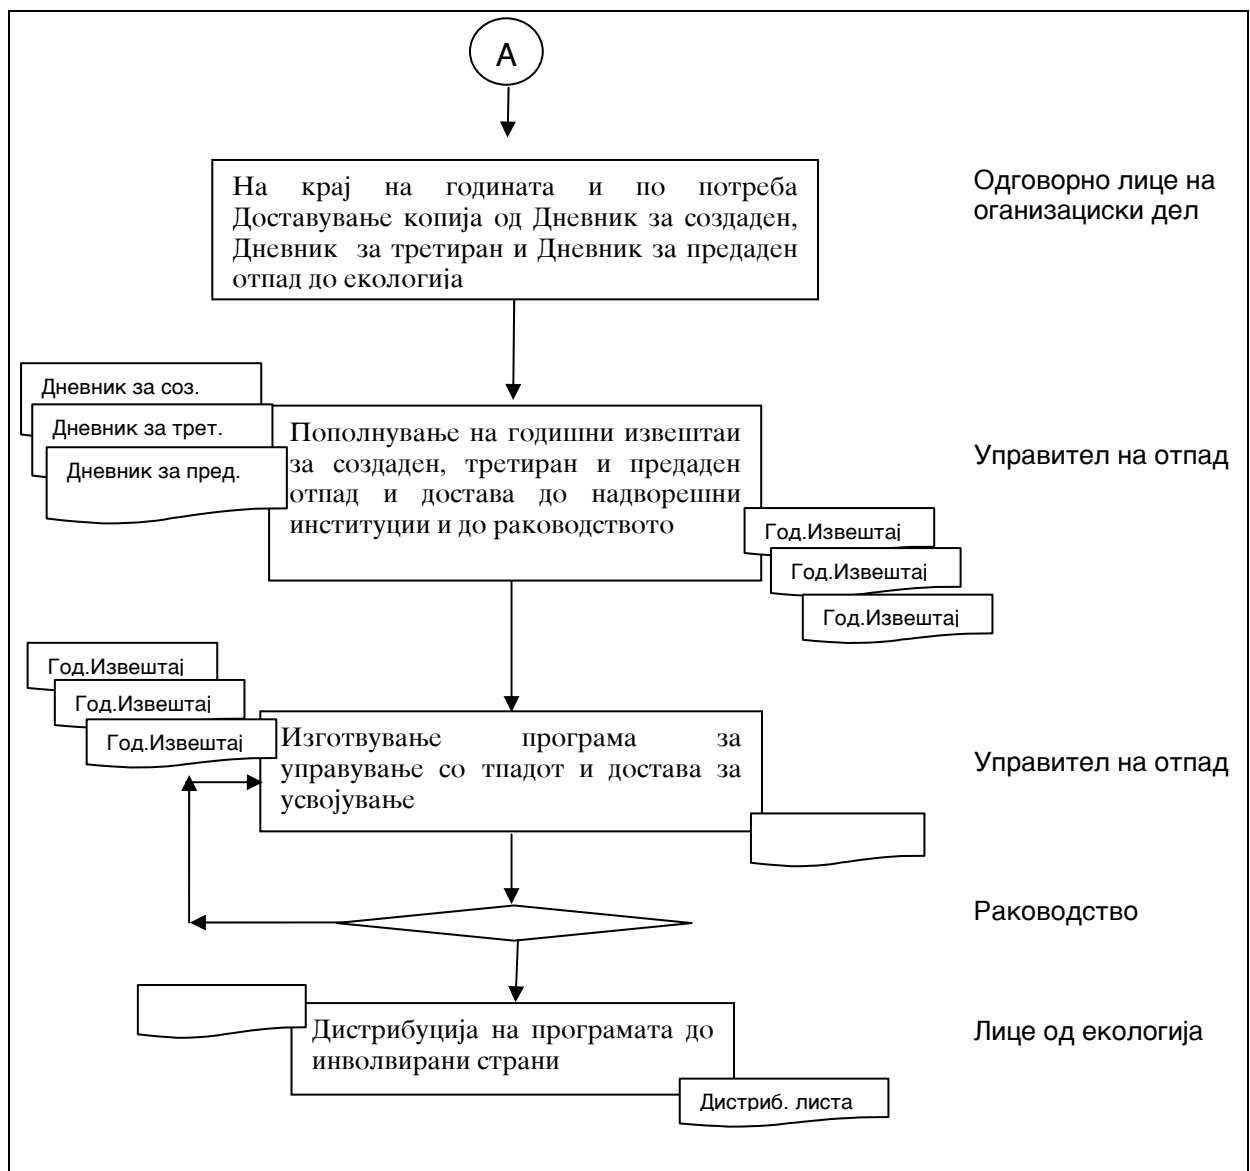 А
На крај на годината и по потреба
Доставување копија од Дневник за создаден,
Дневник за третиран и Дневник за предаден
отпад до екологија
Одговорно лице на
оганизациски дел
Дневник за соз.
Дневник за трет.
Дневник за пред.
Пополнување на годишни извештаи
за создаден, третиран и предаден
отпад и достава до надворешни
институции и до раководството
Управител на отпад
Год.Извештај
Год.Извештај
Год.Извештај
Год.Извештај
Год.Извештај
Год.Извештај
Изготвување програма за
управување со тпадот и достава за
усвојување
Управител на отпад
Раководство
Дистрибуција на програмата до
инволвирани страни
Лице од екологија
Дистриб. листа